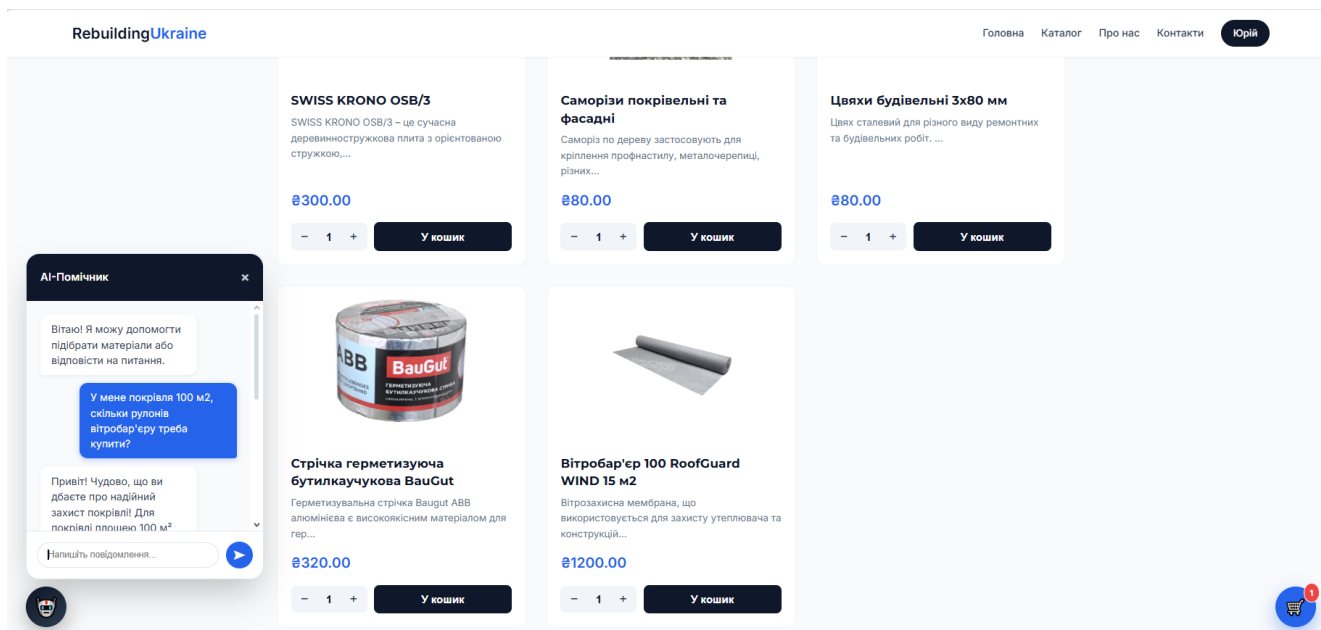 RebuildingUkraine
Головна Каталог Про нас Контакти Юрій
SWISS KRONO OSB/3
SWISS KRONO OSB/3 – це сучасна
деревинностружкова плита з орієнтованою
стружкою,...
₴300.00
− 1 + У кошик
Саморізи покрівельні та
фасадні
Саморіз по дереву застосовують для
кріплення профнастилу, металочерепиці,
різних...
₴80.00
− 1 + У кошик
Цвяхи будівельні 3х80 мм
Цвях сталевий для різного виду ремонтних
та будівельних робіт. ...
₴80.00
− 1 + У кошик
ABB
BauGut
ГЕРМЕТИЗУЮЧА
БУТИЛКАУЧУКОВА СТРІЧКА
Стрічка герметизуюча
бутилкаучукова BauGut
Герметизувальна стрічка Baugut ABB
алюмінієва є високоякісним матеріалом для
гер...
₴320.00
− 1 + У кошик
Вітробар'єр 100 RoofGuard
WIND 15 м2
Вітрозахисна мембрана, що
використовується для захисту утеплювача та
конструкцій...
₴1200.00
− 1 + У кошик
AI-Помічник ×
Вітаю! Я можу допомогти
підібрати матеріали або
відповісти на питання.
У мене покрівля 100 м2,
скільки рулонів
вітробар'єру треба
купити?
Привіт! Чудово, що ви
дбаєте про надійний
захист покрівлі! Для
покрівлі площею 100 м²
Напишіть повідомлення...
1